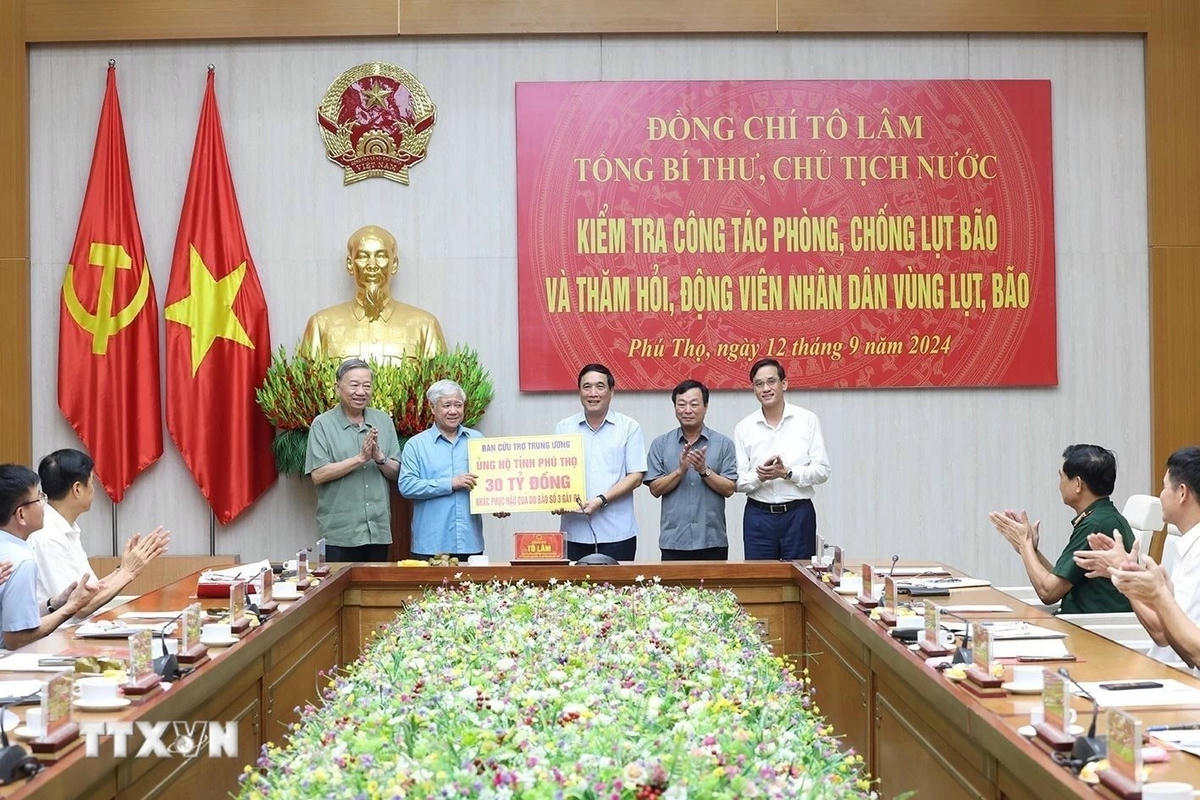 VIỆT NAM
ĐỒNG CHÍ TÔ LÂM
TỔNG BÍ THƯ, CHỦ TỊCH NƯỚC
KIỂM TRA CÔNG TÁC PHÒNG, CHỐNG LỤT BÃO
VÀ THĂM HỎI, ĐỘNG VIÊN NHÂN DÂN VÙNG LỤT, BÃO
Phú Thọ, ngày 12 tháng 9 năm 2024
BAN CỨU TRỢ TRUNG ƯƠNG
ỦNG HỘ TỈNH PHÚ THỌ
30 TỶ ĐỒNG
KHẮC PHỤC HẬU QUẢ DO BÃO SỐ 3 GÂY RA
TÔ LÂM
TTXVN